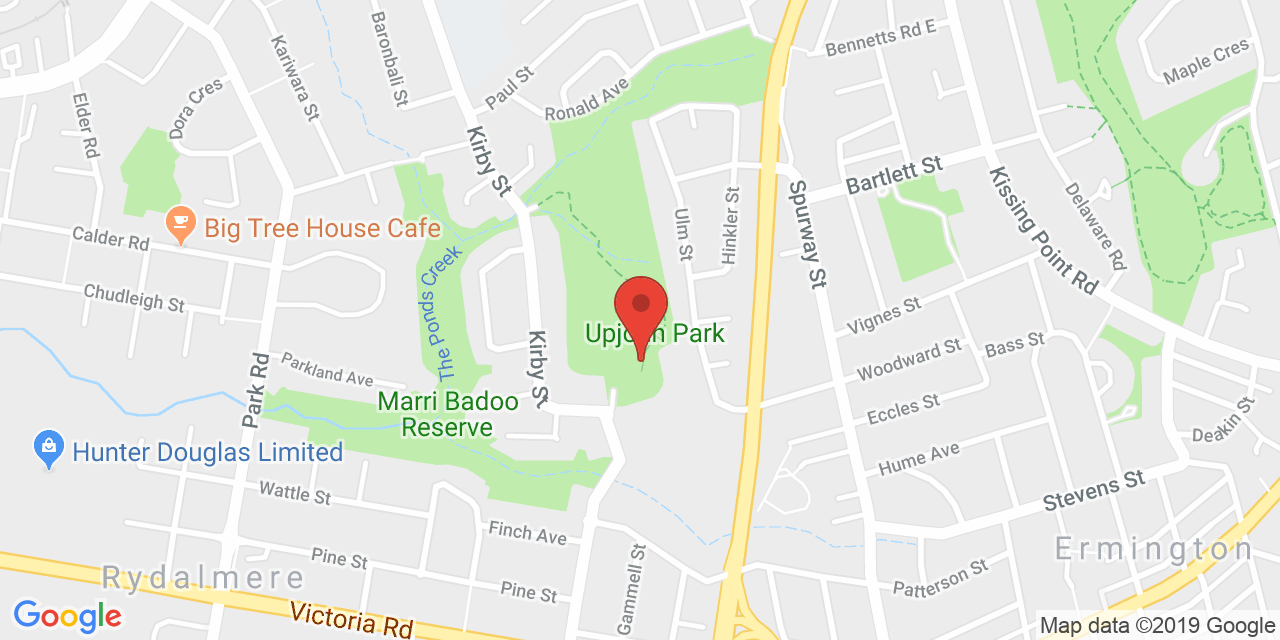 Bennetts Rd E
Baronbali St
Maple Cres
Kariwara St
Paul St
Ronald Ave
Elder Rd
Dora Cres
Kirby St
Bartlett St
Kissing Point Rd
Delaware Rd
Spurway St
Hinkler St
Ulm St
Big Tree House Cafe
Calder Rd
The Ponds Creek
Chudleigh St
Vignes St
Upjohn Park
Woodward St
Bass St
Kirby St
Parkland Ave
Park Rd
Marri Badoo
Reserve
Eccles St
Deakin St
Hunter Douglas Limited
Hume Ave
Wattle St
Stevens St
Finch Ave
Ermington
Pine St
Rydalmere
Pine St
Gammell St
Patterson St
Victoria Rd
Google
Map data ©2019 Google